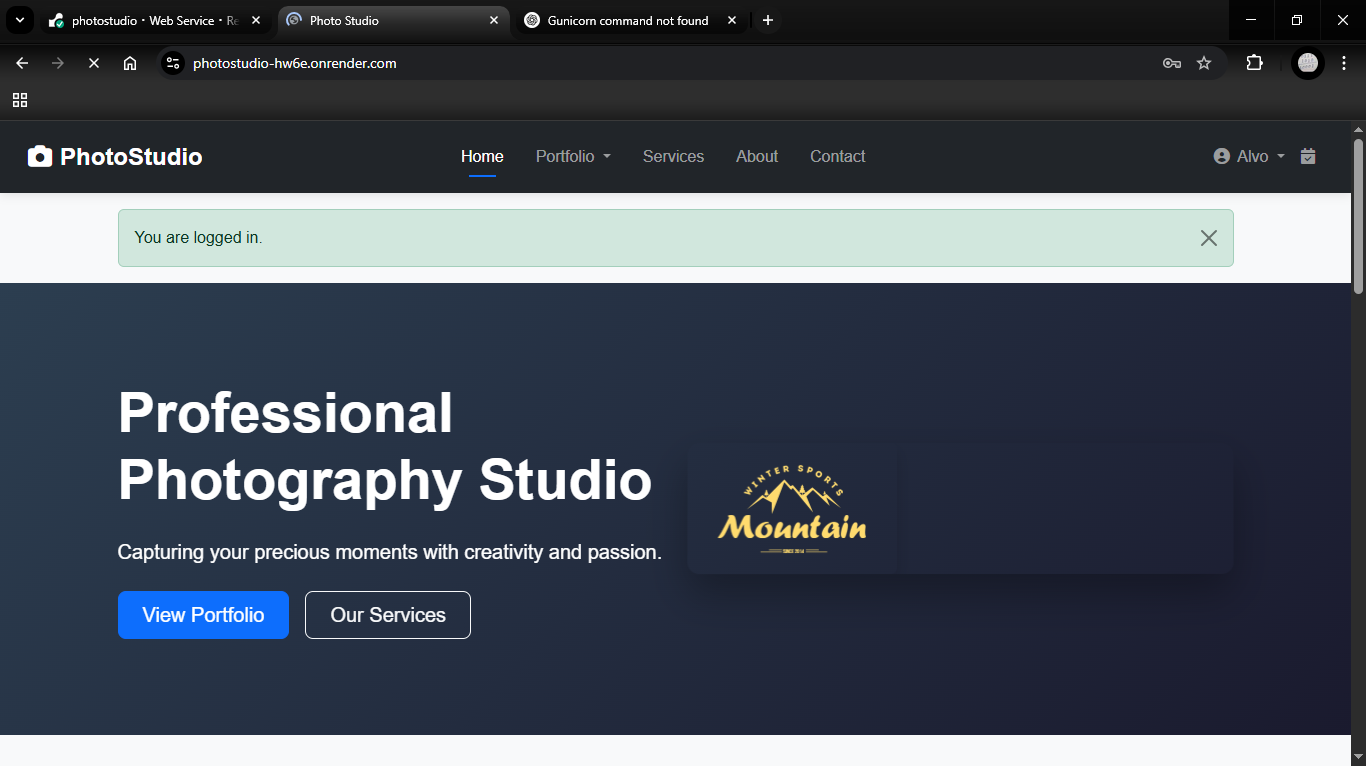 photostudio · Web Service · Re
Photo Studio
Gunicorn command not found
photostudio-hw6e.onrender.com
PhotoStudio
Home
Portfolio
Services
About
Contact
Alvo
You are logged in.
Professional
Photography Studio
Capturing your precious moments with creativity and passion.
View Portfolio
Our Services
WINTER SPORTS
Mountain
SINCE 2014